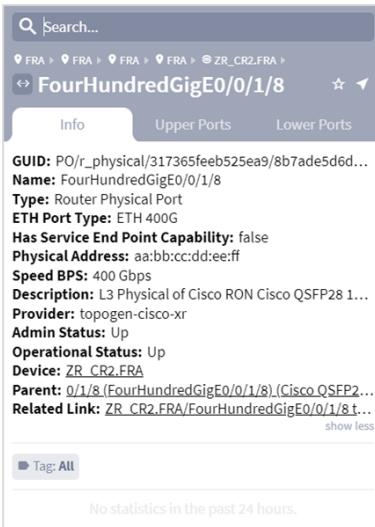 Search...
FRA FRA FRA FRA ZR_CR2.FRA
FourHundredGigE0/0/1/8
Info Upper Ports Lower Ports
GUID: PO/r_physical/317365feeb525ea9/8b7ade5d6d...
Name: FourHundredGigE0/0/1/8
Type: Router Physical Port
ETH Port Type: ETH 400G
Has Service End Point Capability: false
Physical Address: aa:bb:cc:dd:ee:ff
Speed BPS: 400 Gbps
Description: L3 Physical of Cisco RON Cisco QSFP28 1...
Provider: topogen-cisco-xr
Admin Status: Up
Operational Status: Up
Device: ZR_CR2.FRA
Parent: 0/1/8 (FourHundredGigE0/0/1/8) (Cisco QSFP2...
Related Link: ZR_CR2.FRA/FourHundredGigE0/0/1/8 t...
show less
Tag: All
No statistics in the past 24 hours.